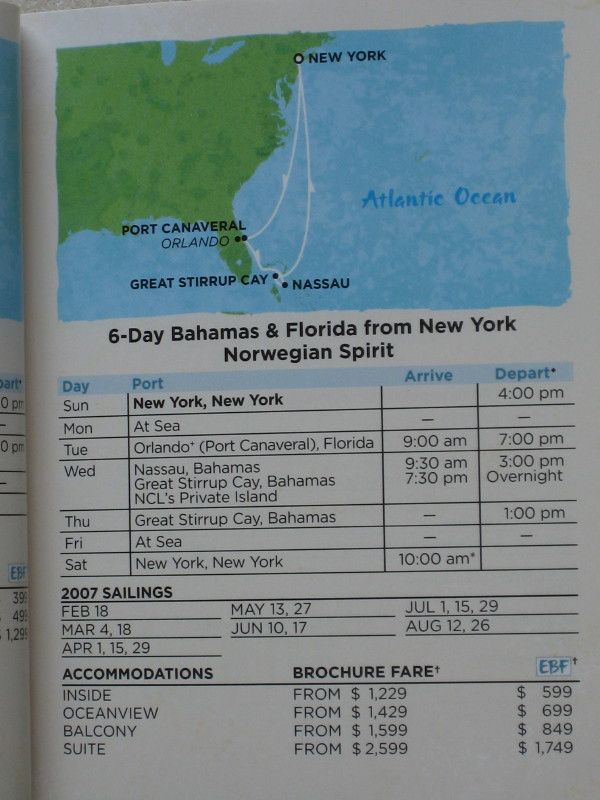 NEW YORK
Atlantic Ocean
PORT CANAVERAL
ORLANDO
GREAT STIRRUP CAY
NASSAU
6-Day Bahamas & Florida from New York
Norwegian Spirit
Day Port Arrive Depart•
Sun New York, New York 4:00 pm
Mon At Sea — —
Tue Orlando⁺ (Port Canaveral), Florida 9:00 am 7:00 pm
Wed Nassau, Bahamas 9:30 am 3:00 pm
Great Stirrup Cay, Bahamas 7:30 pm Overnight
NCL's Private Island
Thu Great Stirrup Cay, Bahamas — 1:00 pm
Fri At Sea — —
Sat New York, New York 10:00 am*
2007 SAILINGS
FEB 18 MAY 13, 27 JUL 1, 15, 29
MAR 4, 18 JUN 10, 17 AUG 12, 26
APR 1, 15, 29
ACCOMMODATIONS BROCHURE FARE† EBF†
INSIDE FROM $ 1,229 $ 599
OCEANVIEW FROM $ 1,429 $ 699
BALCONY FROM $ 1,599 $ 849
SUITE FROM $ 2,599 $ 1,749